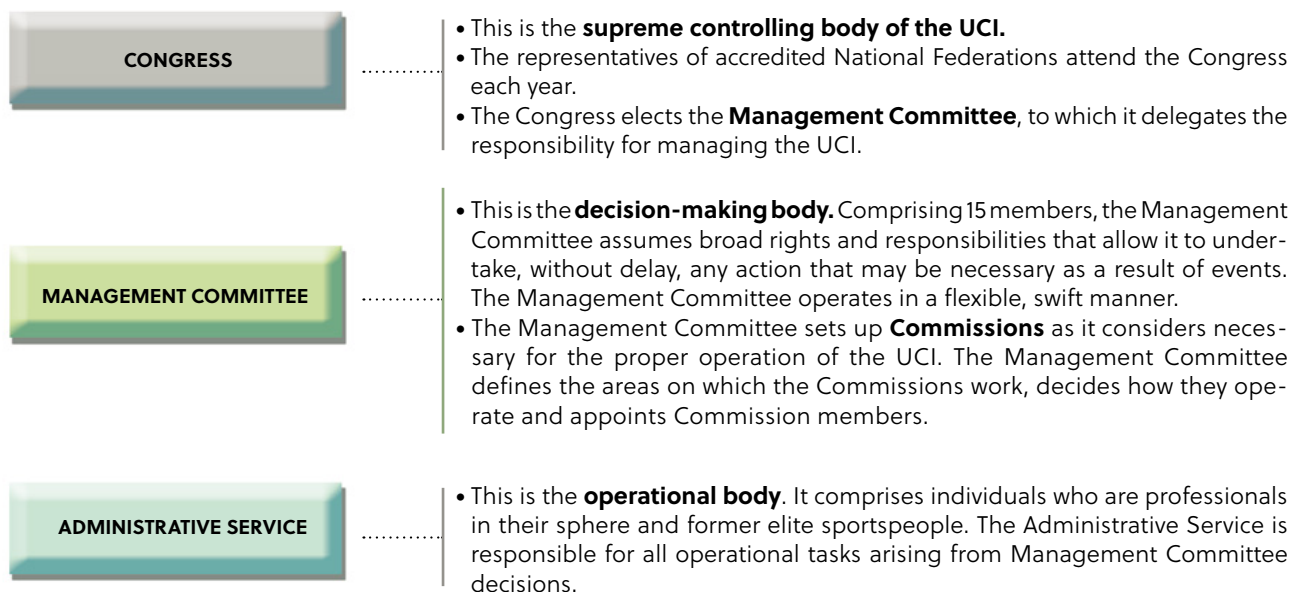 CONGRESS
• This is the supreme controlling body of the UCI.
• The representatives of accredited National Federations attend the Congress
each year.
• The Congress elects the Management Committee, to which it delegates the
responsibility for managing the UCI.
MANAGEMENT COMMITTEE
• This is the decision-making body. Comprising 15 members, the Management
Committee assumes broad rights and responsibilities that allow it to under-
take, without delay, any action that may be necessary as a result of events.
The Management Committee operates in a flexible, swift manner.
• The Management Committee sets up Commissions as it considers neces-
sary for the proper operation of the UCI. The Management Committee
defines the areas on which the Commissions work, decides how they ope-
rate and appoints Commission members.
ADMINISTRATIVE SERVICE
• This is the operational body. It comprises individuals who are professionals
in their sphere and former elite sportspeople. The Administrative Service is
responsible for all operational tasks arising from Management Committee
decisions.